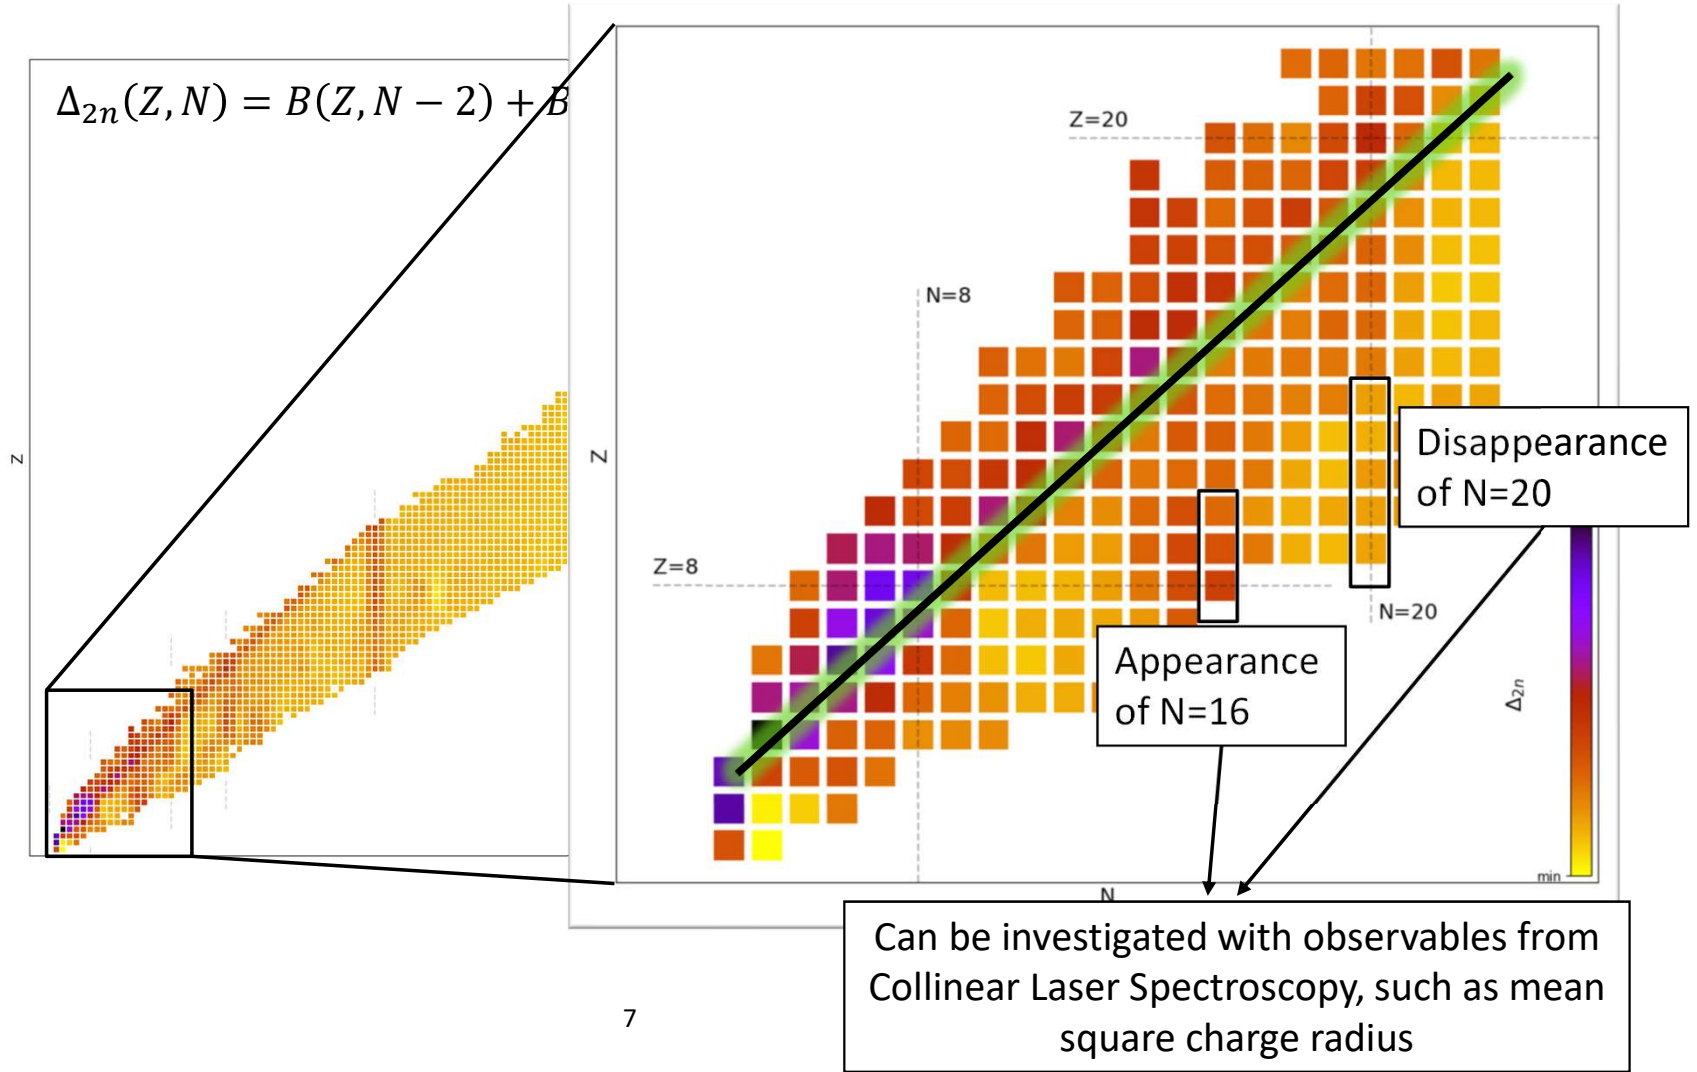 Δ₂ₙ(Z, N) = B(Z, N − 2) + B
Z
Z=20
N=8
Z
Z=8
Disappearance
of N=20
N=20
Appearance
of N=16
Δ₂ₙ
min
N
Can be investigated with observables from
Collinear Laser Spectroscopy, such as mean
square charge radius
7